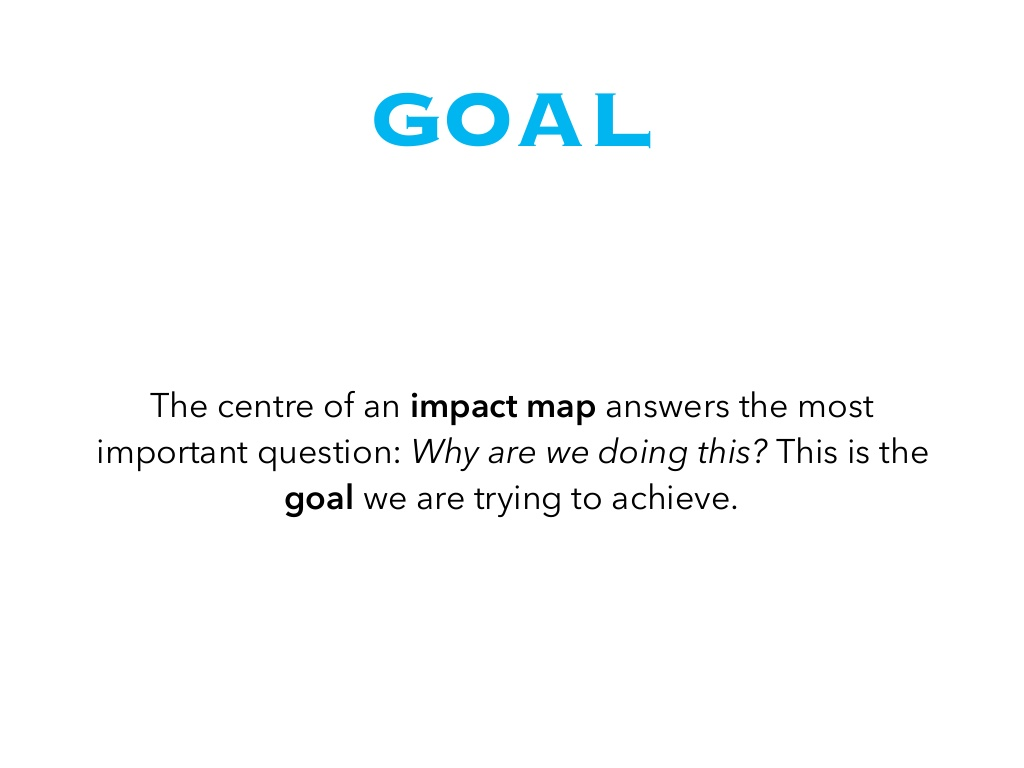 GOAL
The centre of an impact map answers the most
important question: Why are we doing this? This is the
goal we are trying to achieve.